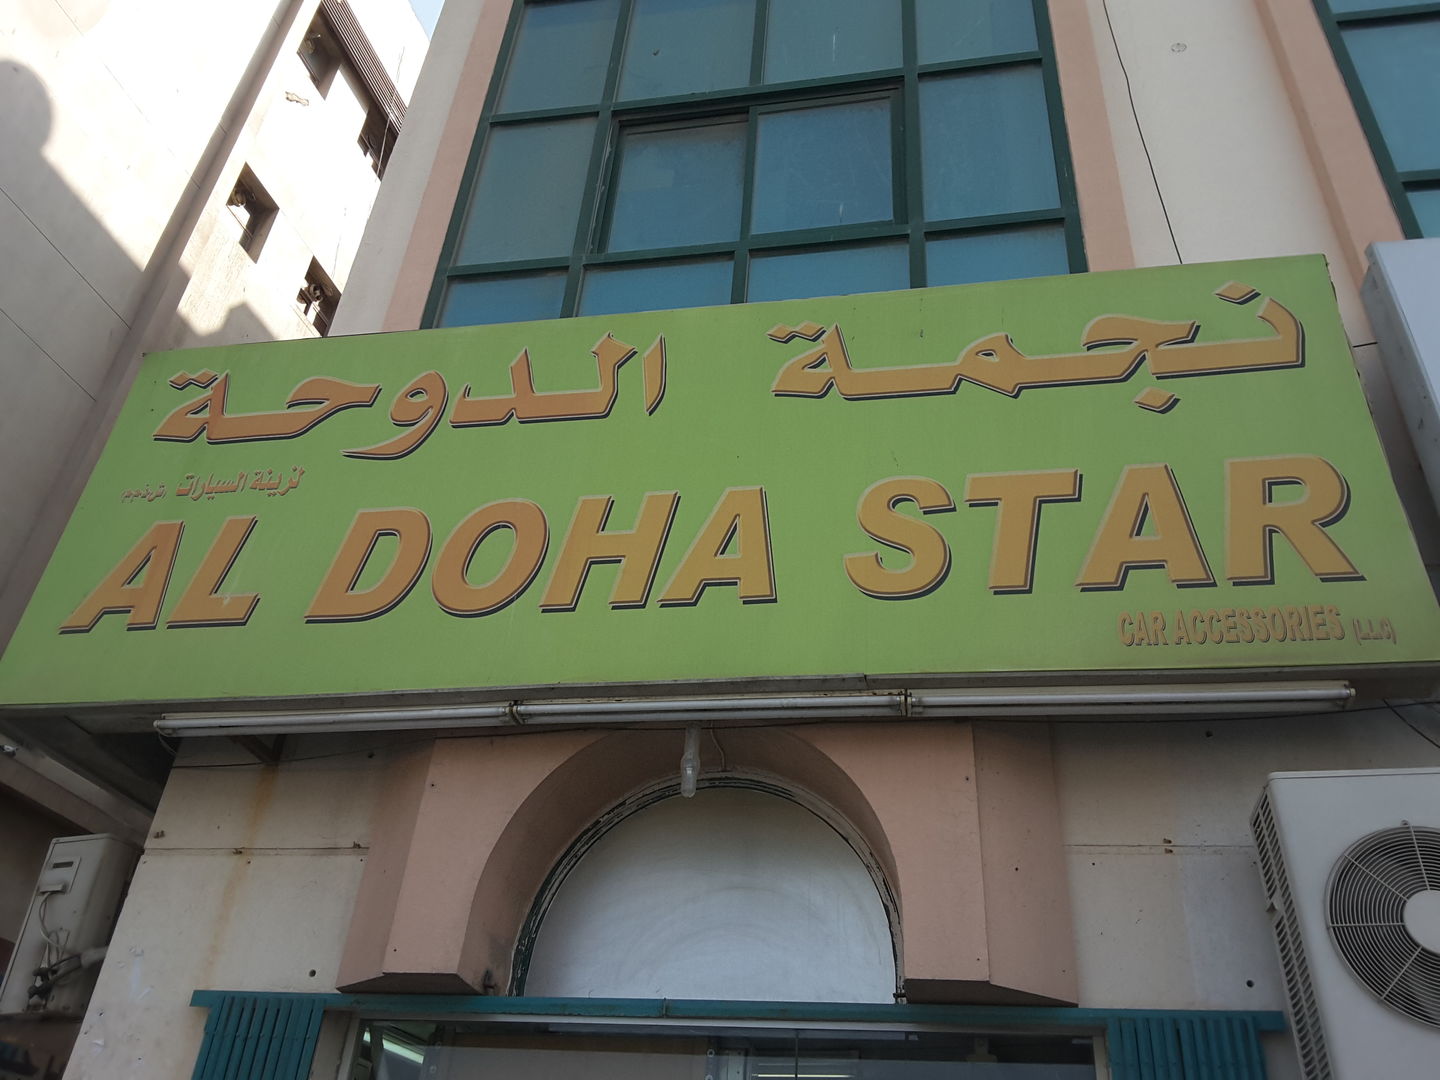 نجمة الدوحة
لزينة السيارات (ش.ذ.م.م)
AL DOHA STAR
CAR ACCESSORIES (L.L.C)